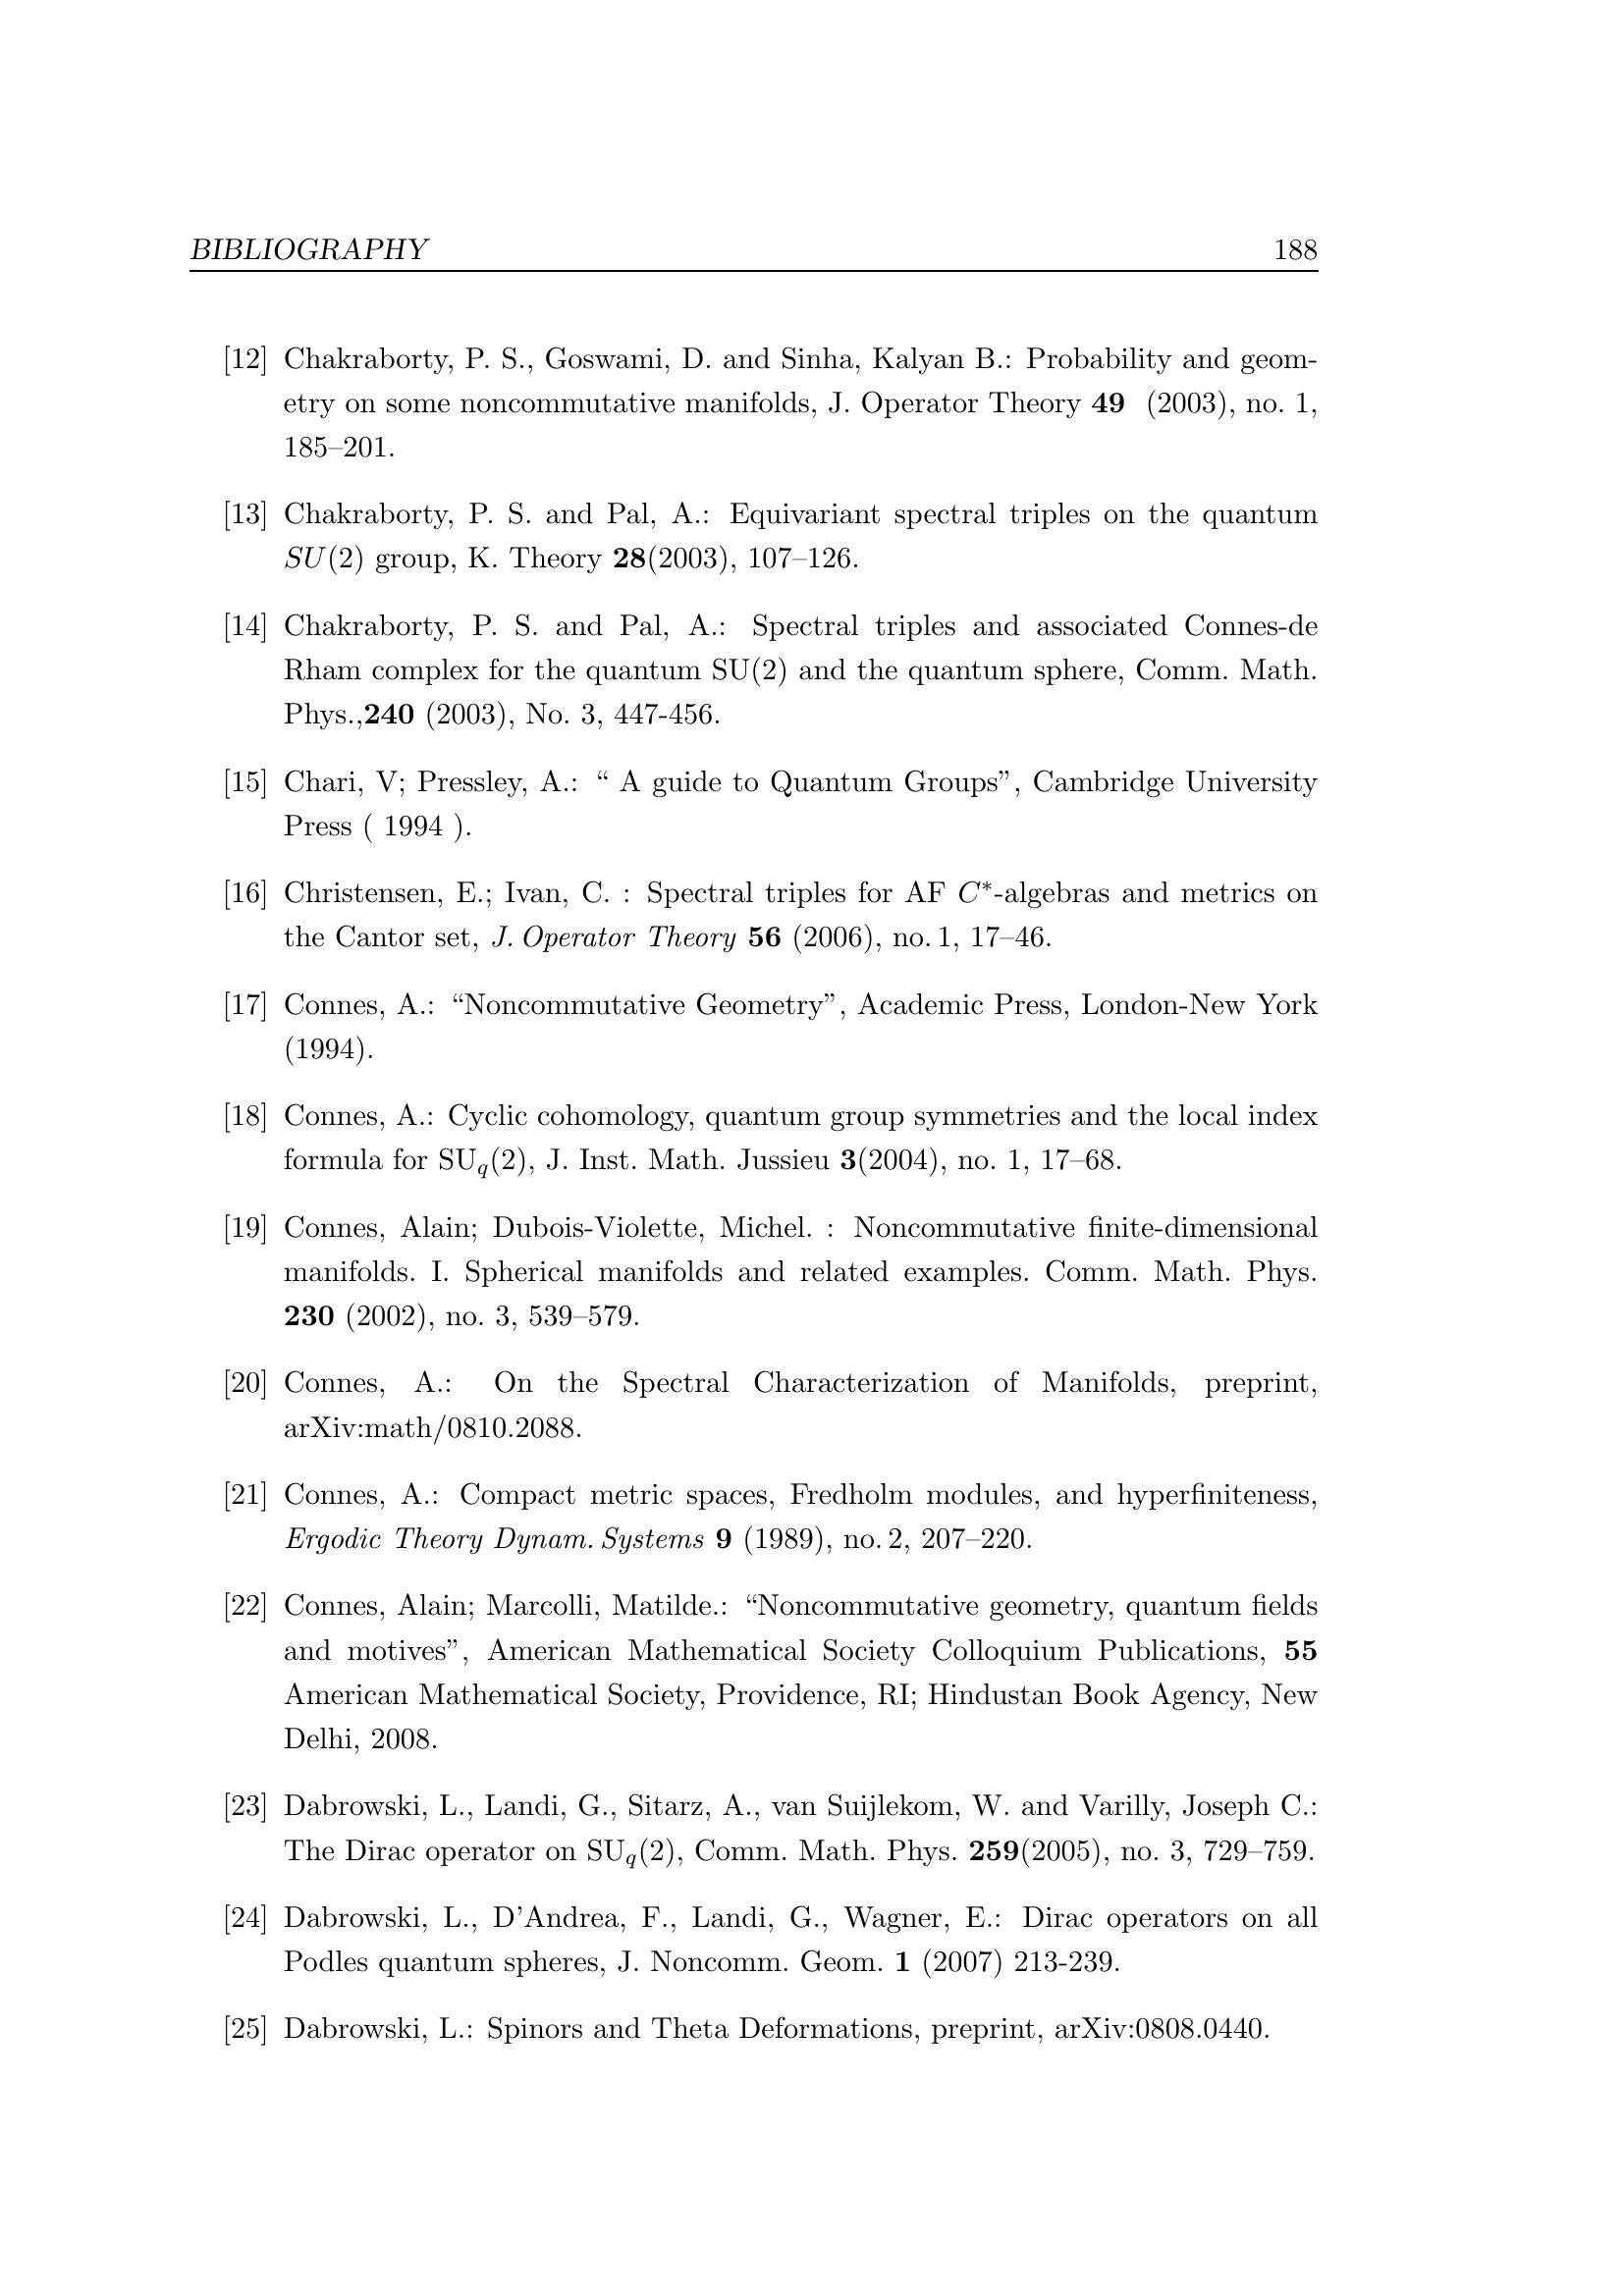 BIBLIOGRAPHY 188
[12] Chakraborty, P. S., Goswami, D. and Sinha, Kalyan B.: Probability and geom-
etry on some noncommutative manifolds, J. Operator Theory 49 (2003), no. 1,
185–201.
[13] Chakraborty, P. S. and Pal, A.: Equivariant spectral triples on the quantum
SU(2) group, K. Theory 28(2003), 107–126.
[14] Chakraborty, P. S. and Pal, A.: Spectral triples and associated Connes-de
Rham complex for the quantum SU(2) and the quantum sphere, Comm. Math.
Phys.,240 (2003), No. 3, 447-456.
[15] Chari, V; Pressley, A.: “ A guide to Quantum Groups”, Cambridge University
Press ( 1994 ).
[16] Christensen, E.; Ivan, C. : Spectral triples for AF C*-algebras and metrics on
the Cantor set, J. Operator Theory 56 (2006), no. 1, 17–46.
[17] Connes, A.: “Noncommutative Geometry”, Academic Press, London-New York
(1994).
[18] Connes, A.: Cyclic cohomology, quantum group symmetries and the local index
formula for SU_q(2), J. Inst. Math. Jussieu 3(2004), no. 1, 17–68.
[19] Connes, Alain; Dubois-Violette, Michel. : Noncommutative finite-dimensional
manifolds. I. Spherical manifolds and related examples. Comm. Math. Phys.
230 (2002), no. 3, 539–579.
[20] Connes, A.: On the Spectral Characterization of Manifolds, preprint,
arXiv:math/0810.2088.
[21] Connes, A.: Compact metric spaces, Fredholm modules, and hyperfiniteness,
Ergodic Theory Dynam. Systems 9 (1989), no. 2, 207–220.
[22] Connes, Alain; Marcolli, Matilde.: “Noncommutative geometry, quantum fields
and motives”, American Mathematical Society Colloquium Publications, 55
American Mathematical Society, Providence, RI; Hindustan Book Agency, New
Delhi, 2008.
[23] Dabrowski, L., Landi, G., Sitarz, A., van Suijlekom, W. and Varilly, Joseph C.:
The Dirac operator on SU_q(2), Comm. Math. Phys. 259(2005), no. 3, 729–759.
[24] Dabrowski, L., D’Andrea, F., Landi, G., Wagner, E.: Dirac operators on all
Podles quantum spheres, J. Noncomm. Geom. 1 (2007) 213-239.
[25] Dabrowski, L.: Spinors and Theta Deformations, preprint, arXiv:0808.0440.